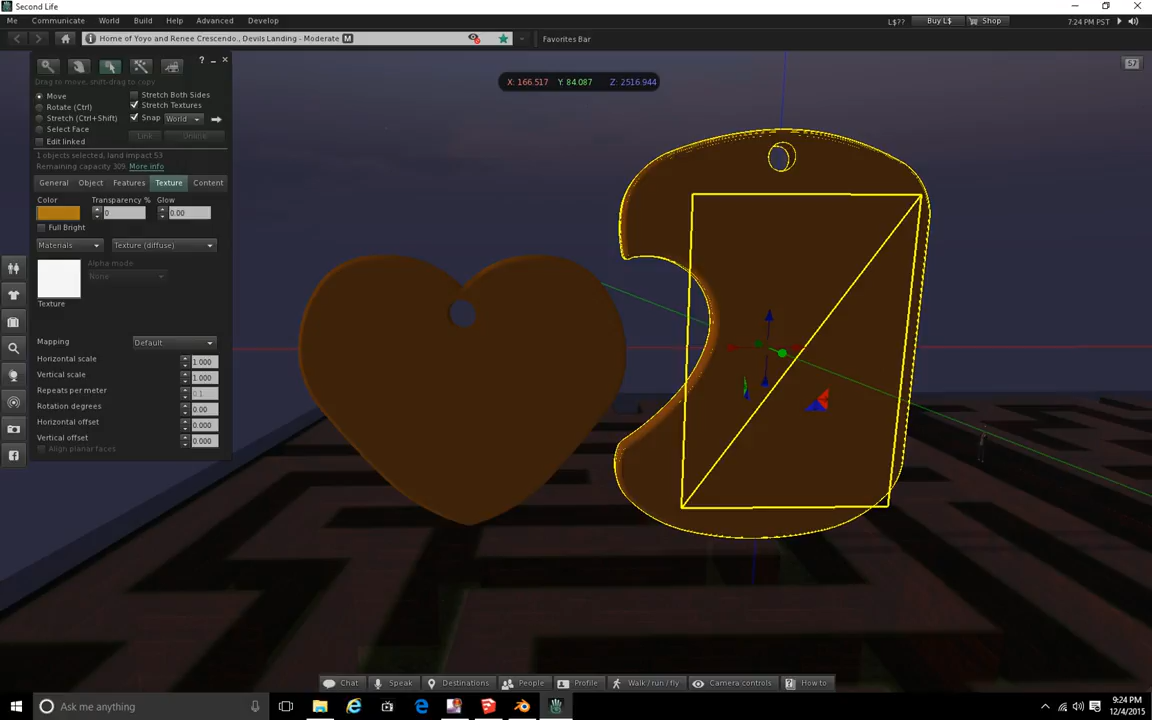 Second Life
Me Communicate World Build Help Advanced Develop
L$?? Buy L$ Shop 7:24 PM PST
Home of Yoyo and Renee Crescendo., Devils Landing - Moderate M
Favorites Bar
57
X: 166.517 Y: 84.087 Z: 2516.944
?
Drag to move, shift-drag to copy
Move
Rotate (Ctrl)
Stretch (Ctrl+Shift)
Select Face
Edit linked
Stretch Both Sides
Stretch Textures
Snap World
Link Unlink
1 objects selected, land impact 53
Remaining capacity 309. More info
General Object Features Texture Content
Color Transparency % Glow
0 0.00
Full Bright
Materials Texture (diffuse)
Alpha mode
None
Texture
Mapping Default
Horizontal scale 1.000
Vertical scale 1.000
Repeats per meter 0.1
Rotation degrees 0.00
Horizontal offset 0.000
Vertical offset 0.000
Align planar faces
Chat Speak Destinations People Profile Walk / run / fly Camera controls How to
Ask me anything
9:24 PM
12/4/2015